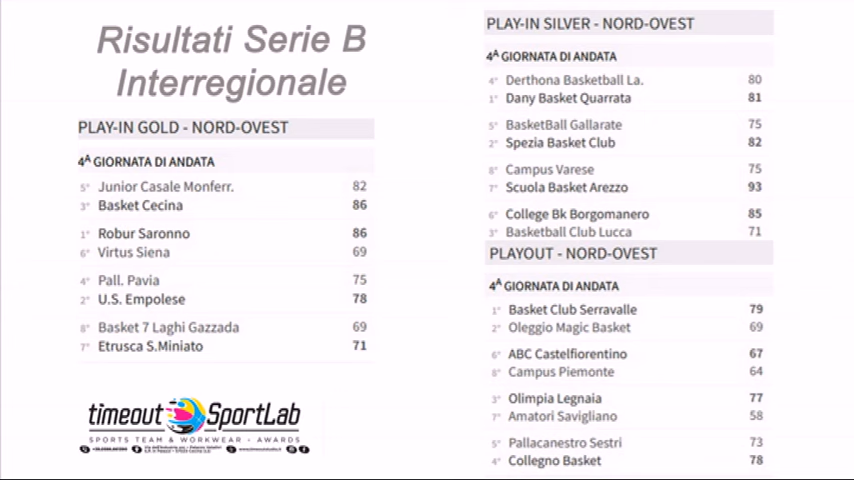 Risultati Serie B
Interregionale
PLAY-IN GOLD - NORD-OVEST
4ᴬ GIORNATA DI ANDATA
5° Junior Casale Monferr. 82
3° Basket Cecina 86
1° Robur Saronno 86
6° Virtus Siena 69
4° Pall. Pavia 75
2° U.S. Empolese 78
8° Basket 7 Laghi Gazzada 69
7° Etrusca S.Miniato 71
timeout SportLab
SPORTS TEAM & WORKWEAR - AWARDS
PLAY-IN SILVER - NORD-OVEST
4ᴬ GIORNATA DI ANDATA
4° Derthona Basketball La. 80
1° Dany Basket Quarrata 81
5° BasketBall Gallarate 75
2° Spezia Basket Club 82
8° Campus Varese 75
7° Scuola Basket Arezzo 93
6° College Bk Borgomanero 85
3° Basketball Club Lucca 71
PLAYOUT - NORD-OVEST
4ᴬ GIORNATA DI ANDATA
1° Basket Club Serravalle 79
2° Oleggio Magic Basket 69
6° ABC Castelfiorentino 67
8° Campus Piemonte 64
3° Olimpia Legnaia 77
7° Amatori Savigliano 58
5° Pallacanestro Sestri 73
4° Collegno Basket 78